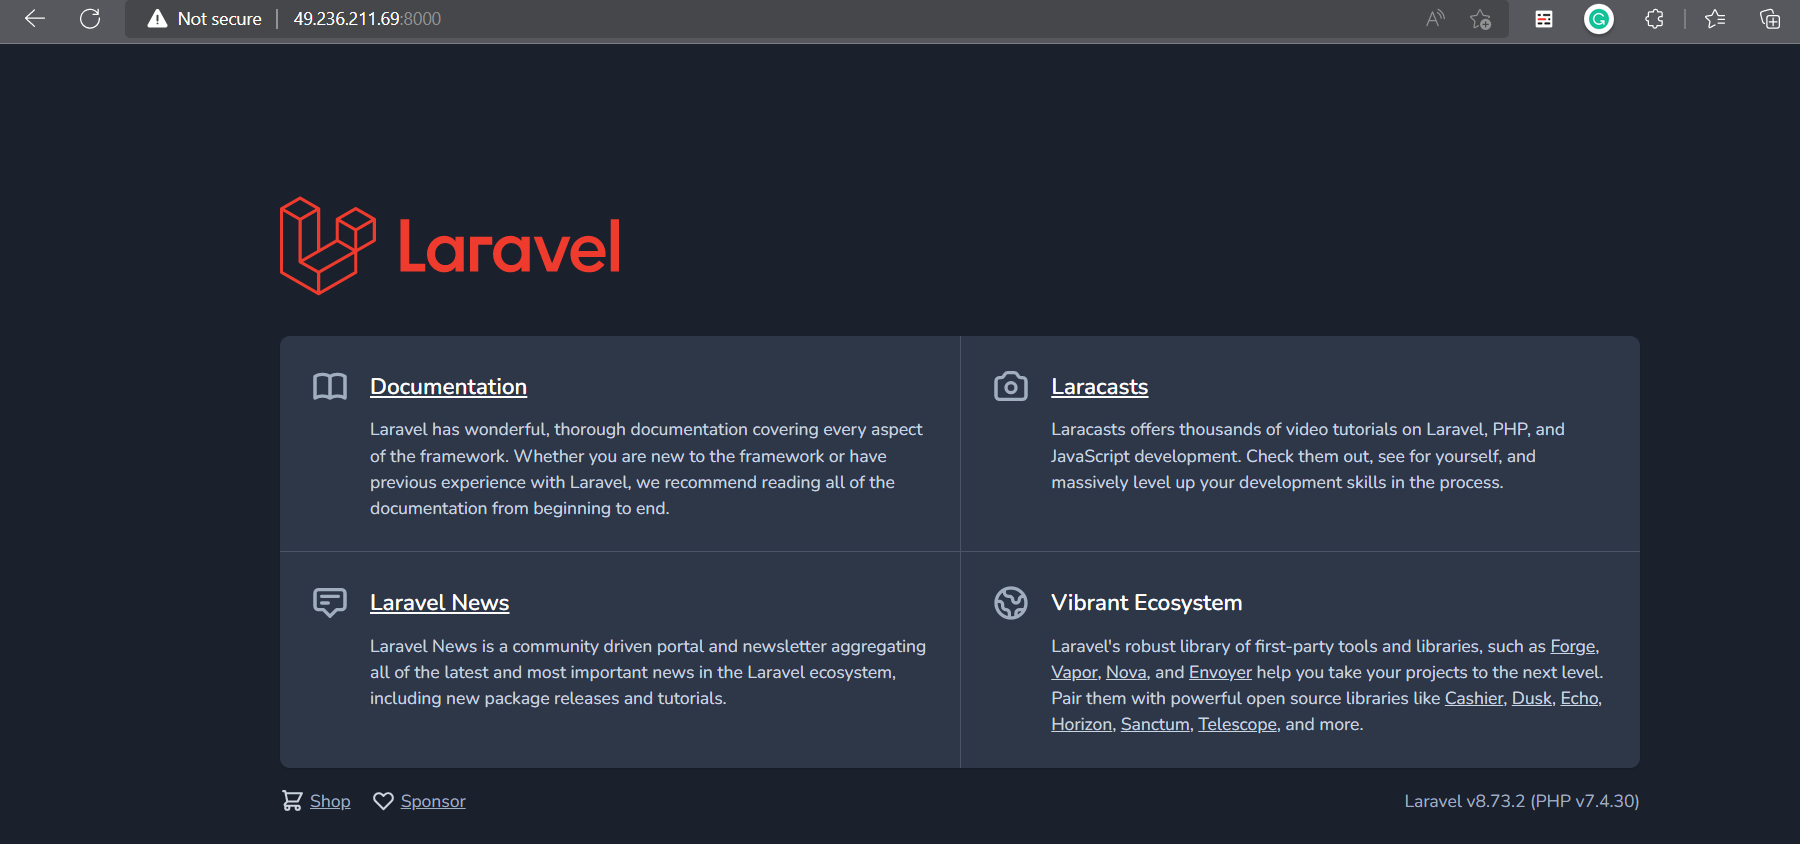 Not secure | 49.236.211.69:8000
Laravel
Documentation
Laravel has wonderful, thorough documentation covering every aspect
of the framework. Whether you are new to the framework or have
previous experience with Laravel, we recommend reading all of the
documentation from beginning to end.
Laracasts
Laracasts offers thousands of video tutorials on Laravel, PHP, and
JavaScript development. Check them out, see for yourself, and
massively level up your development skills in the process.
Laravel News
Laravel News is a community driven portal and newsletter aggregating
all of the latest and most important news in the Laravel ecosystem,
including new package releases and tutorials.
Vibrant Ecosystem
Laravel's robust library of first-party tools and libraries, such as Forge,
Vapor, Nova, and Envoyer help you take your projects to the next level.
Pair them with powerful open source libraries like Cashier, Dusk, Echo,
Horizon, Sanctum, Telescope, and more.
Shop Sponsor
Laravel v8.73.2 (PHP v7.4.30)